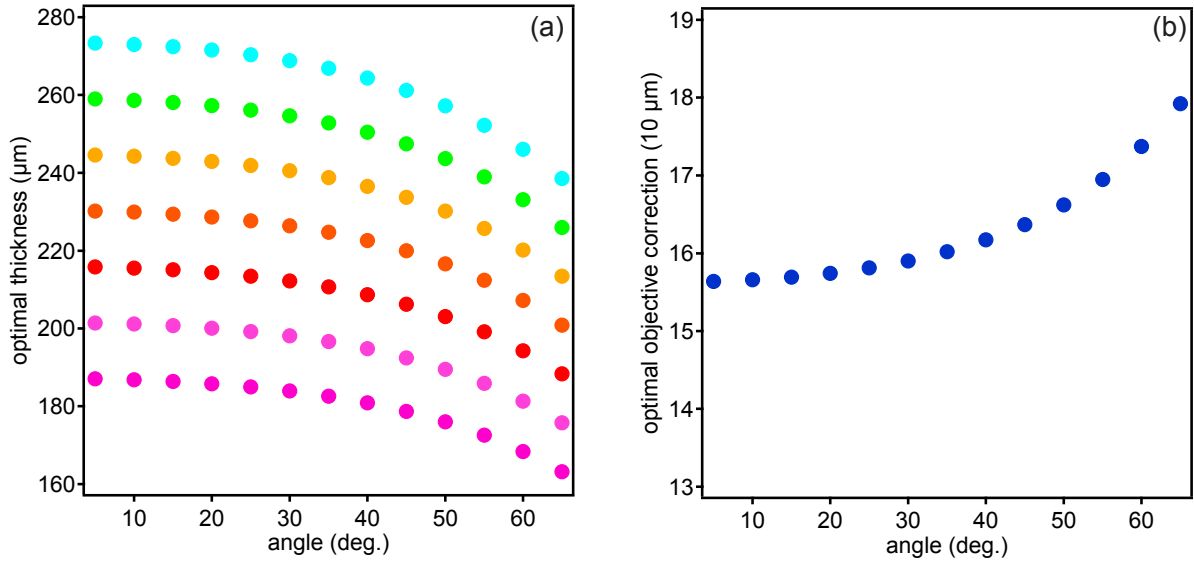 (a)
optimal thickness (µm)
280
260
240
220
200
180
160
10 20 30 40 50 60
angle (deg.)
(b)
optimal objective correction (10 µm)
19
18
17
16
15
14
13
10 20 30 40 50 60
angle (deg.)